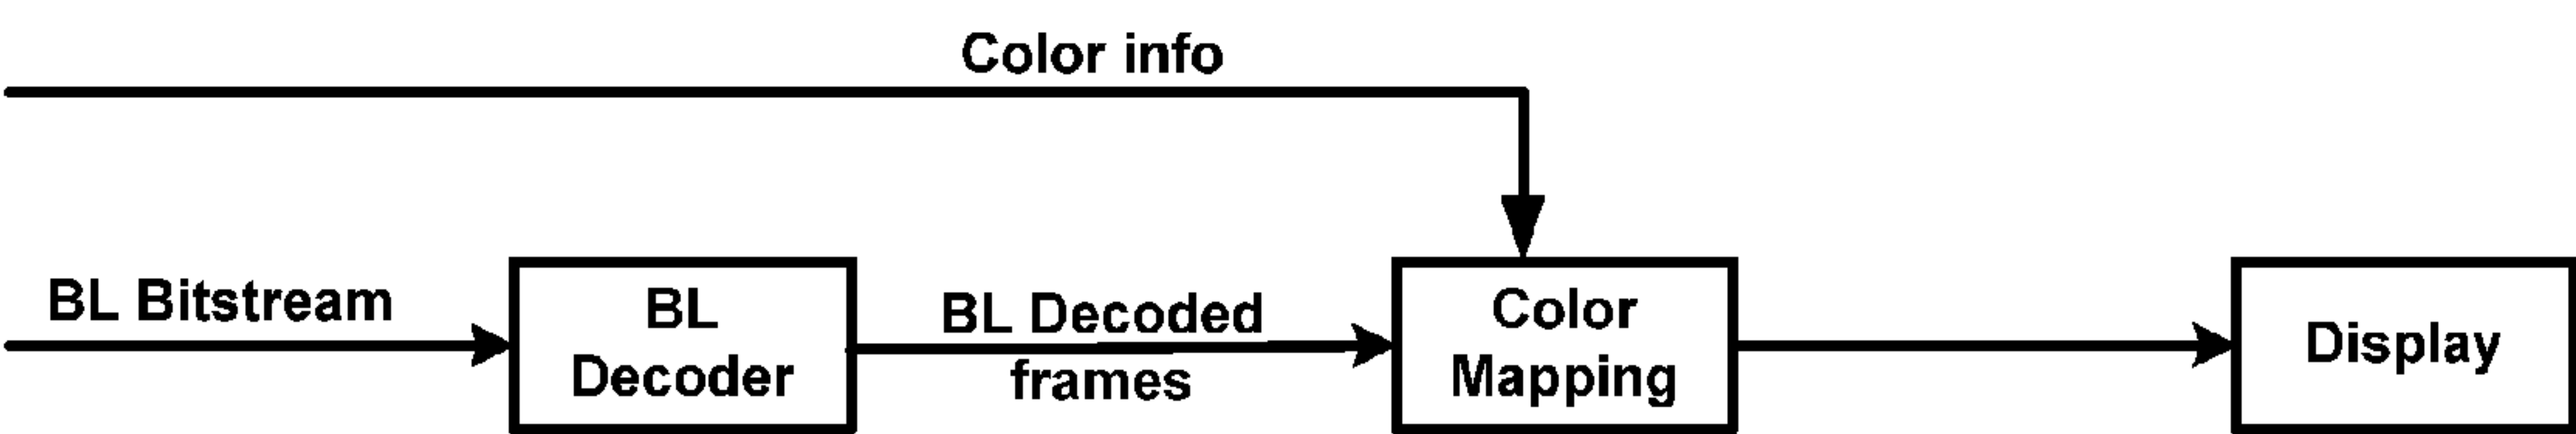 Color info
BL Bitstream
BL
Decoder
BL Decoded
frames
Color
Mapping
Display